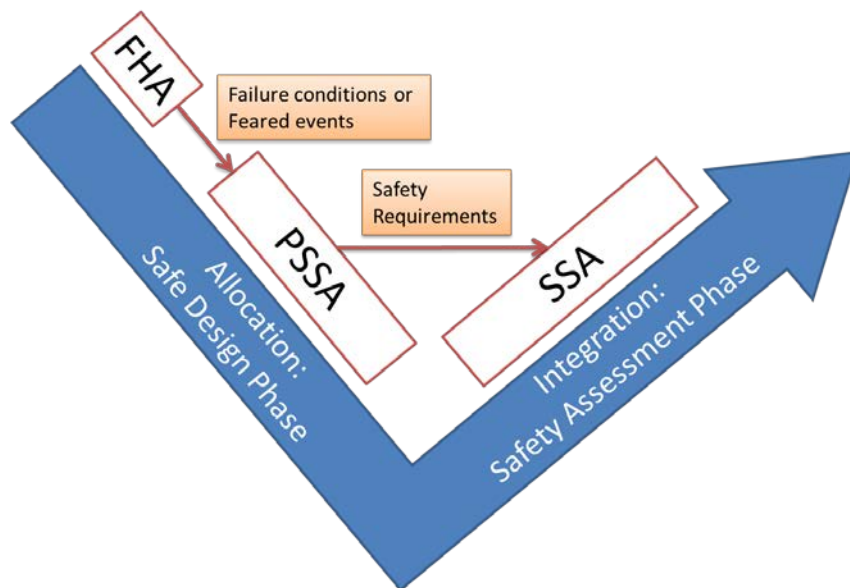 FHA
Failure conditions or
Feared events
Safety
Requirements
PSSA
SSA
Allocation:
Safe Design Phase
Integration:
Safety Assessment Phase